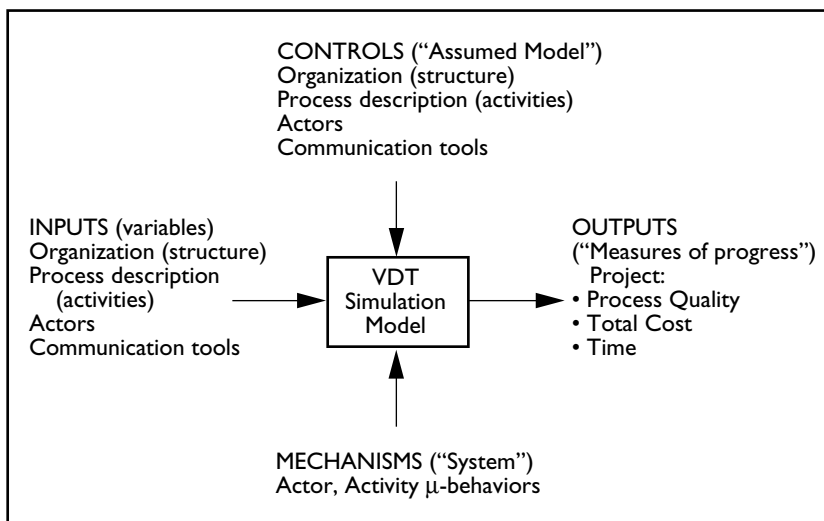 CONTROLS (“Assumed Model”)
Organization (structure)
Process description (activities)
Actors
Communication tools
INPUTS (variables)
Organization (structure)
Process description
(activities)
Actors
Communication tools
VDT
Simulation
Model
OUTPUTS
(“Measures of progress”)
Project:
• Process Quality
• Total Cost
• Time
MECHANISMS (“System”)
Actor, Activity μ-behaviors